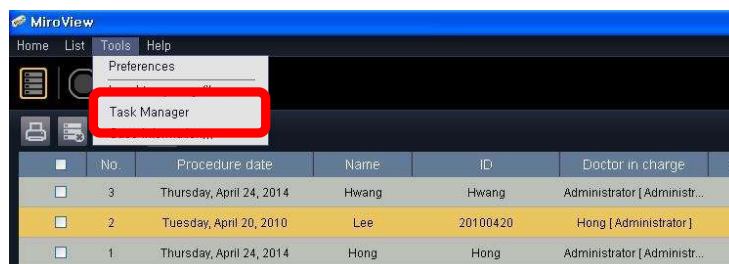 MiroView
Home List Tools Help
Preferences
Task Manager
No. Procedure date Name ID Doctor in charge
3 Thursday, April 24, 2014 Hwang Hwang Administrator [ Administr...
2 Tuesday, April 20, 2010 Lee 20100420 Hong [ Administrator ]
1 Thursday, April 24, 2014 Hong Hong Administrator [ Administr...